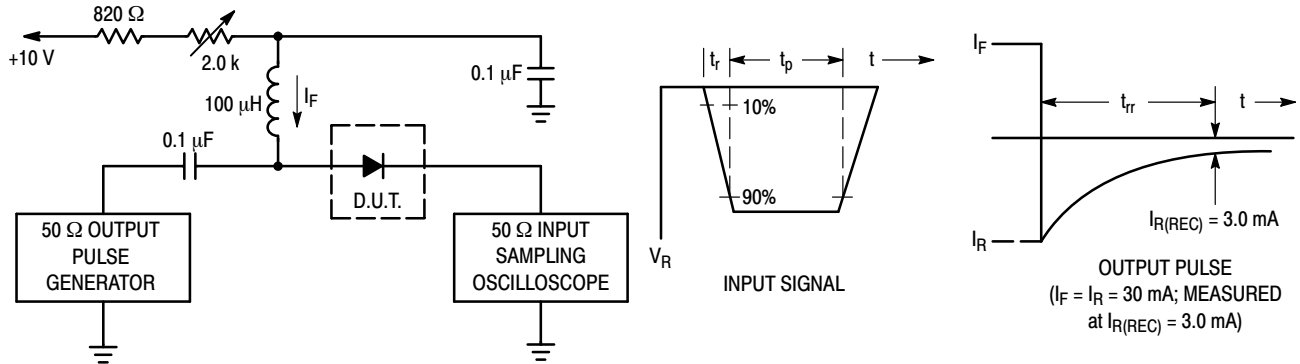 820 Ω
+10 V
2.0 k
100 μH
I_F
0.1 μF
0.1 μF
D.U.T.
50 Ω OUTPUT
PULSE
GENERATOR
50 Ω INPUT
SAMPLING
OSCILLOSCOPE
t_r
t_p
t
10%
90%
V_R
INPUT SIGNAL
I_F
t_rr
t
I_R(REC) = 3.0 mA
I_R
OUTPUT PULSE
(I_F = I_R = 30 mA; MEASURED
at I_R(REC) = 3.0 mA)